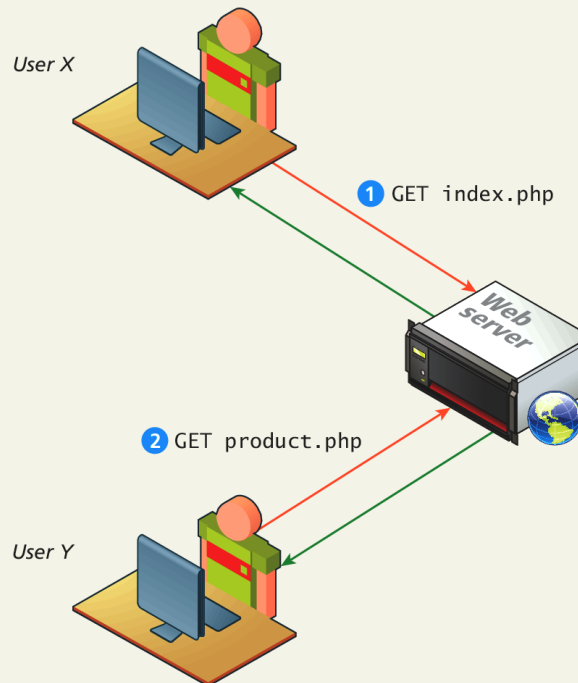 User X
1 GET index.php
Web
server
2 GET product.php
User Y